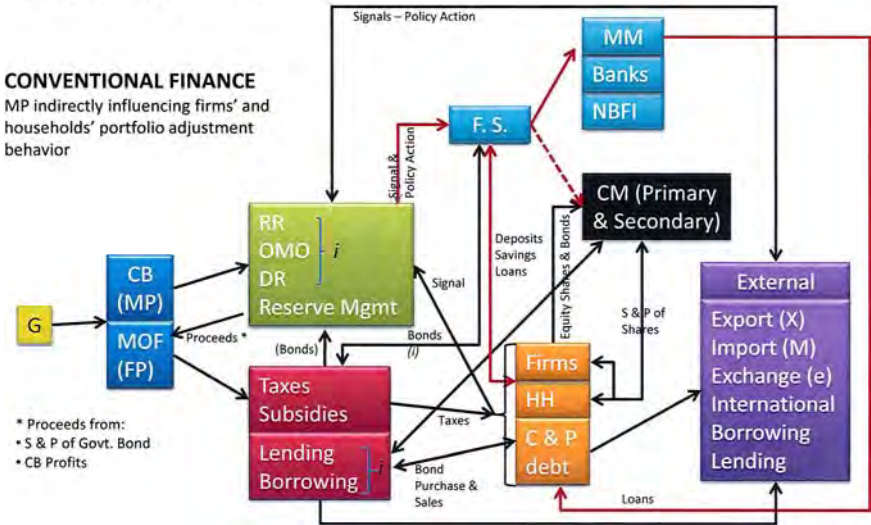 Signals – Policy Action
CONVENTIONAL FINANCE
MP indirectly influencing firms’ and
households’ portfolio adjustment
behavior
MM
Banks
NBFI
F. S.
Signal &
Policy Action
CM (Primary
& Secondary)
RR
OMO
DR
i
Reserve Mgmt
Deposits
Savings
Loans
Equity Shares & Bonds
S & P of
Shares
Signal
External
Export (X)
Import (M)
Exchange (e)
International
Borrowing
Lending
CB
(MP)
MOF
(FP)
G
Proceeds *
(Bonds)
Bonds
(i)
Taxes
Subsidies
Lending
Borrowing
i
Taxes
Firms
HH
C & P
debt
Bond
Purchase &
Sales
Loans
* Proceeds from:
• S & P of Govt. Bond
• CB Profits